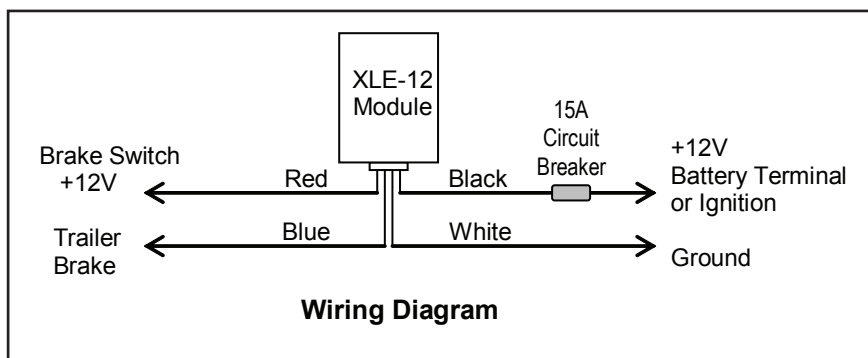 XLE-12
Module
15A
Circuit
Breaker
Brake Switch
+12V
Red
Black
+12V
Battery Terminal
or Ignition
Trailer
Brake
Blue
White
Ground
Wiring Diagram